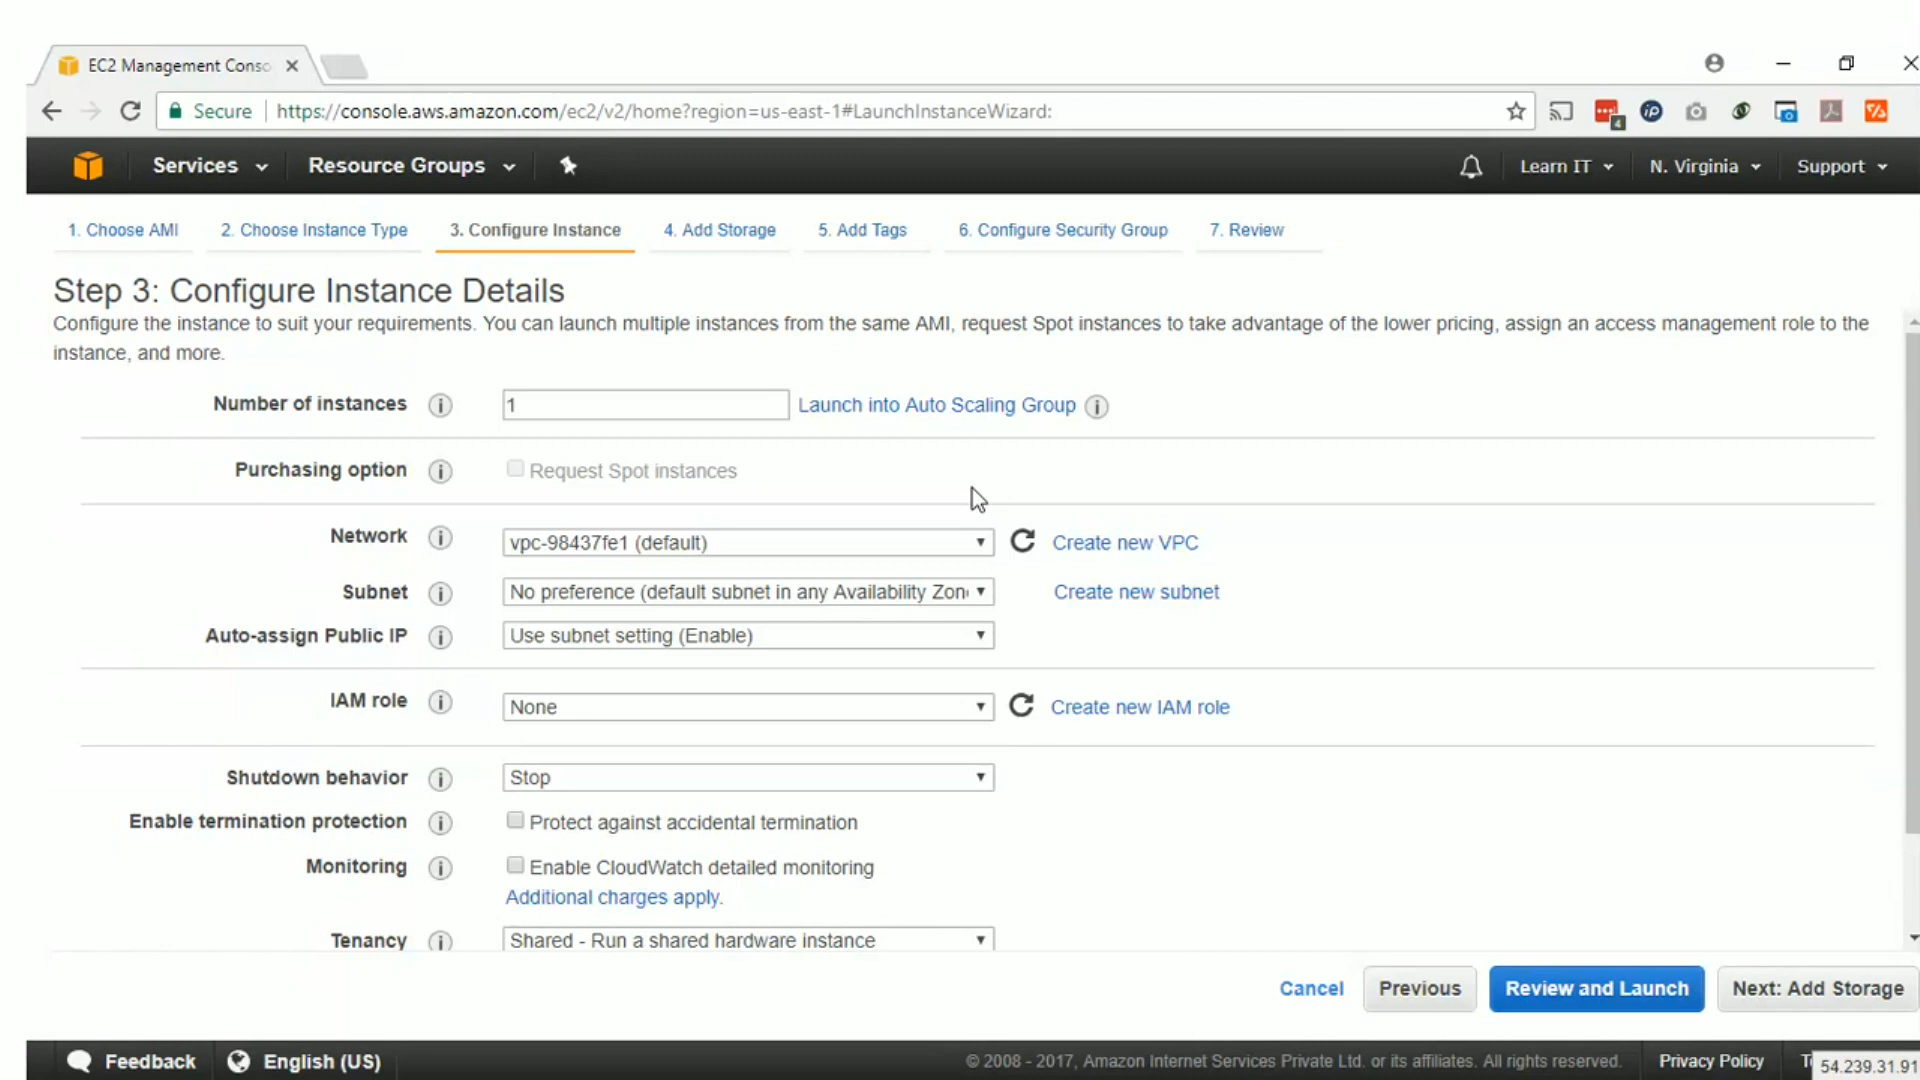 EC2 Management Conso
Secure https://console.aws.amazon.com/ec2/v2/home?region=us-east-1#LaunchInstanceWizard:
4
Services Resource Groups Learn IT N. Virginia Support
1. Choose AMI 2. Choose Instance Type 3. Configure Instance 4. Add Storage 5. Add Tags 6. Configure Security Group 7. Review
Step 3: Configure Instance Details
Configure the instance to suit your requirements. You can launch multiple instances from the same AMI, request Spot instances to take advantage of the lower pricing, assign an access management role to the
instance, and more.
Number of instances 1 Launch into Auto Scaling Group
Purchasing option Request Spot instances
Network vpc-98437fe1 (default) Create new VPC
Subnet No preference (default subnet in any Availability Zon Create new subnet
Auto-assign Public IP Use subnet setting (Enable)
IAM role None Create new IAM role
Shutdown behavior Stop
Enable termination protection Protect against accidental termination
Monitoring Enable CloudWatch detailed monitoring
Additional charges apply.
Tenancy Shared - Run a shared hardware instance
Cancel Previous Review and Launch Next: Add Storage
Feedback English (US) © 2008 - 2017, Amazon Internet Services Private Ltd. or its affiliates. All rights reserved. Privacy Policy
54.239.31.91